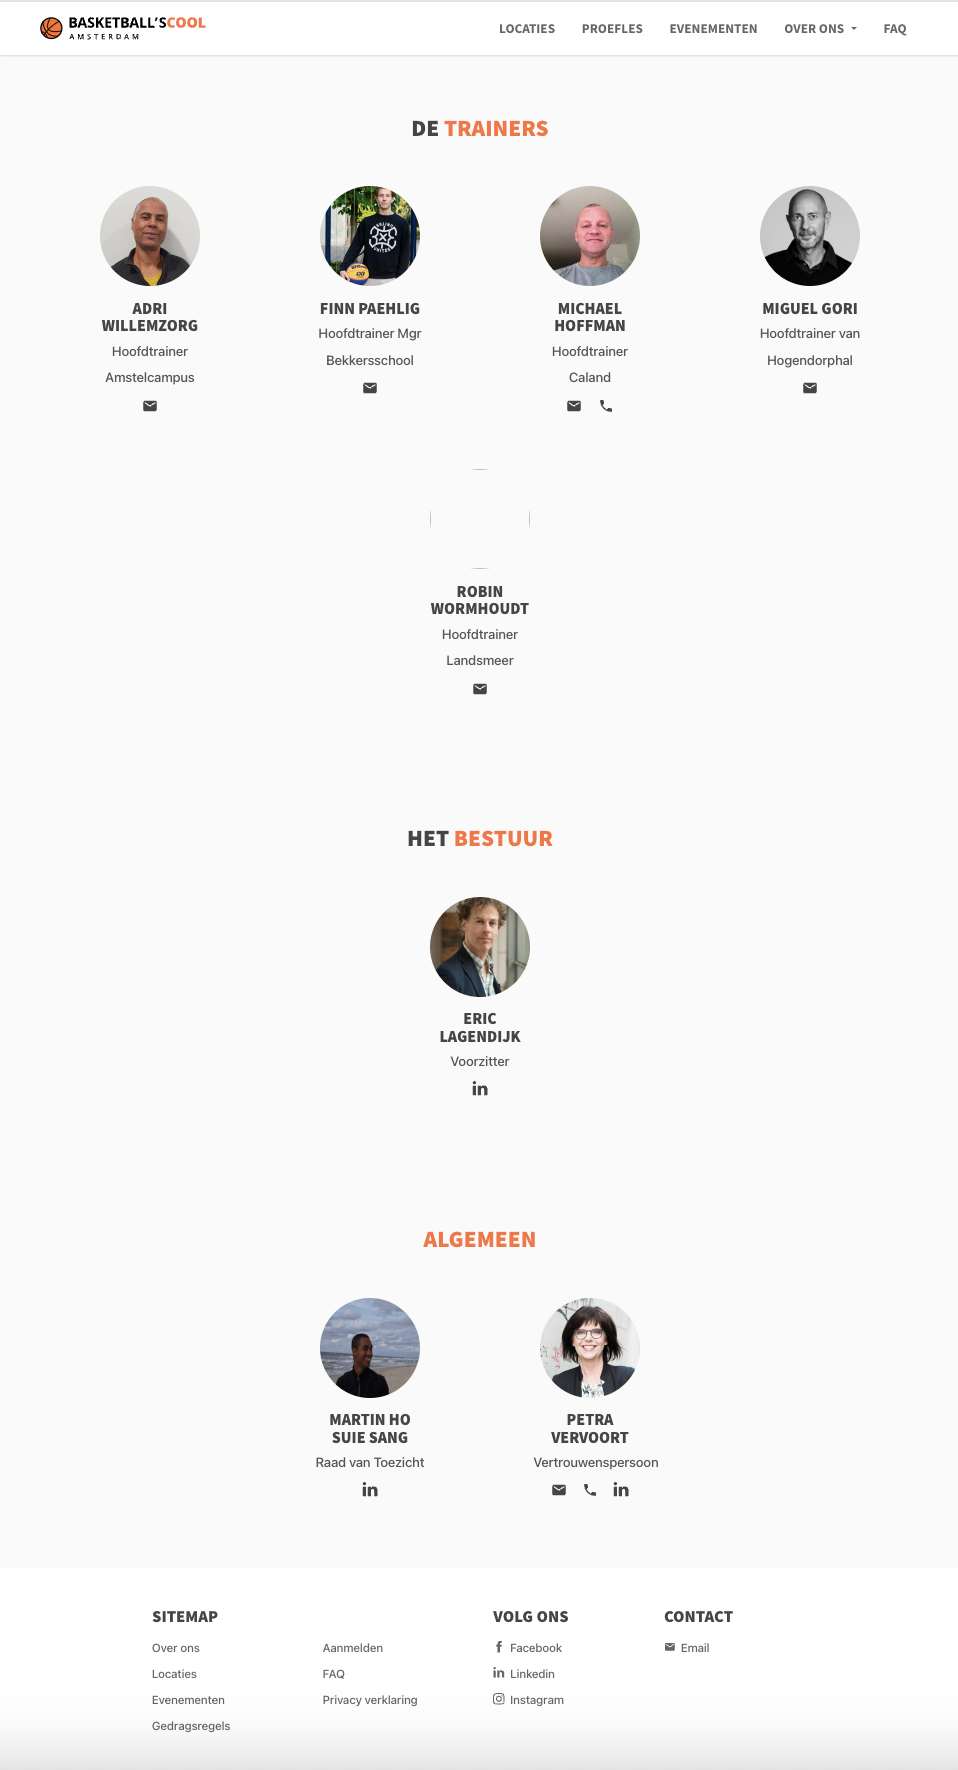 BASKETBALL'SCOOL
AMSTERDAM
LOCATIES
PROEFLES
EVENEMENTEN
OVER ONS
FAQ
DE TRAINERS
ADRI
WILLEMZORG
Hoofdtrainer
Amstelcampus
FINN PAEHLIG
Hoofdtrainer Mgr
Bekkersschool
MICHAEL
HOFFMAN
Hoofdtrainer
Caland
MIGUEL GORI
Hoofdtrainer van
Hogendorphal
ROBIN
WORMHOUDT
Hoofdtrainer
Landsmeer
HET BESTUUR
ERIC
LAGENDIJK
Voorzitter
ALGEMEEN
MARTIN HO
SUIE SANG
Raad van Toezicht
PETRA
VERVOORT
Vertrouwenspersoon
SITEMAP
Over ons
Locaties
Evenementen
Gedragsregels
Aanmelden
FAQ
Privacy verklaring
VOLG ONS
Facebook
Linkedin
Instagram
CONTACT
Email